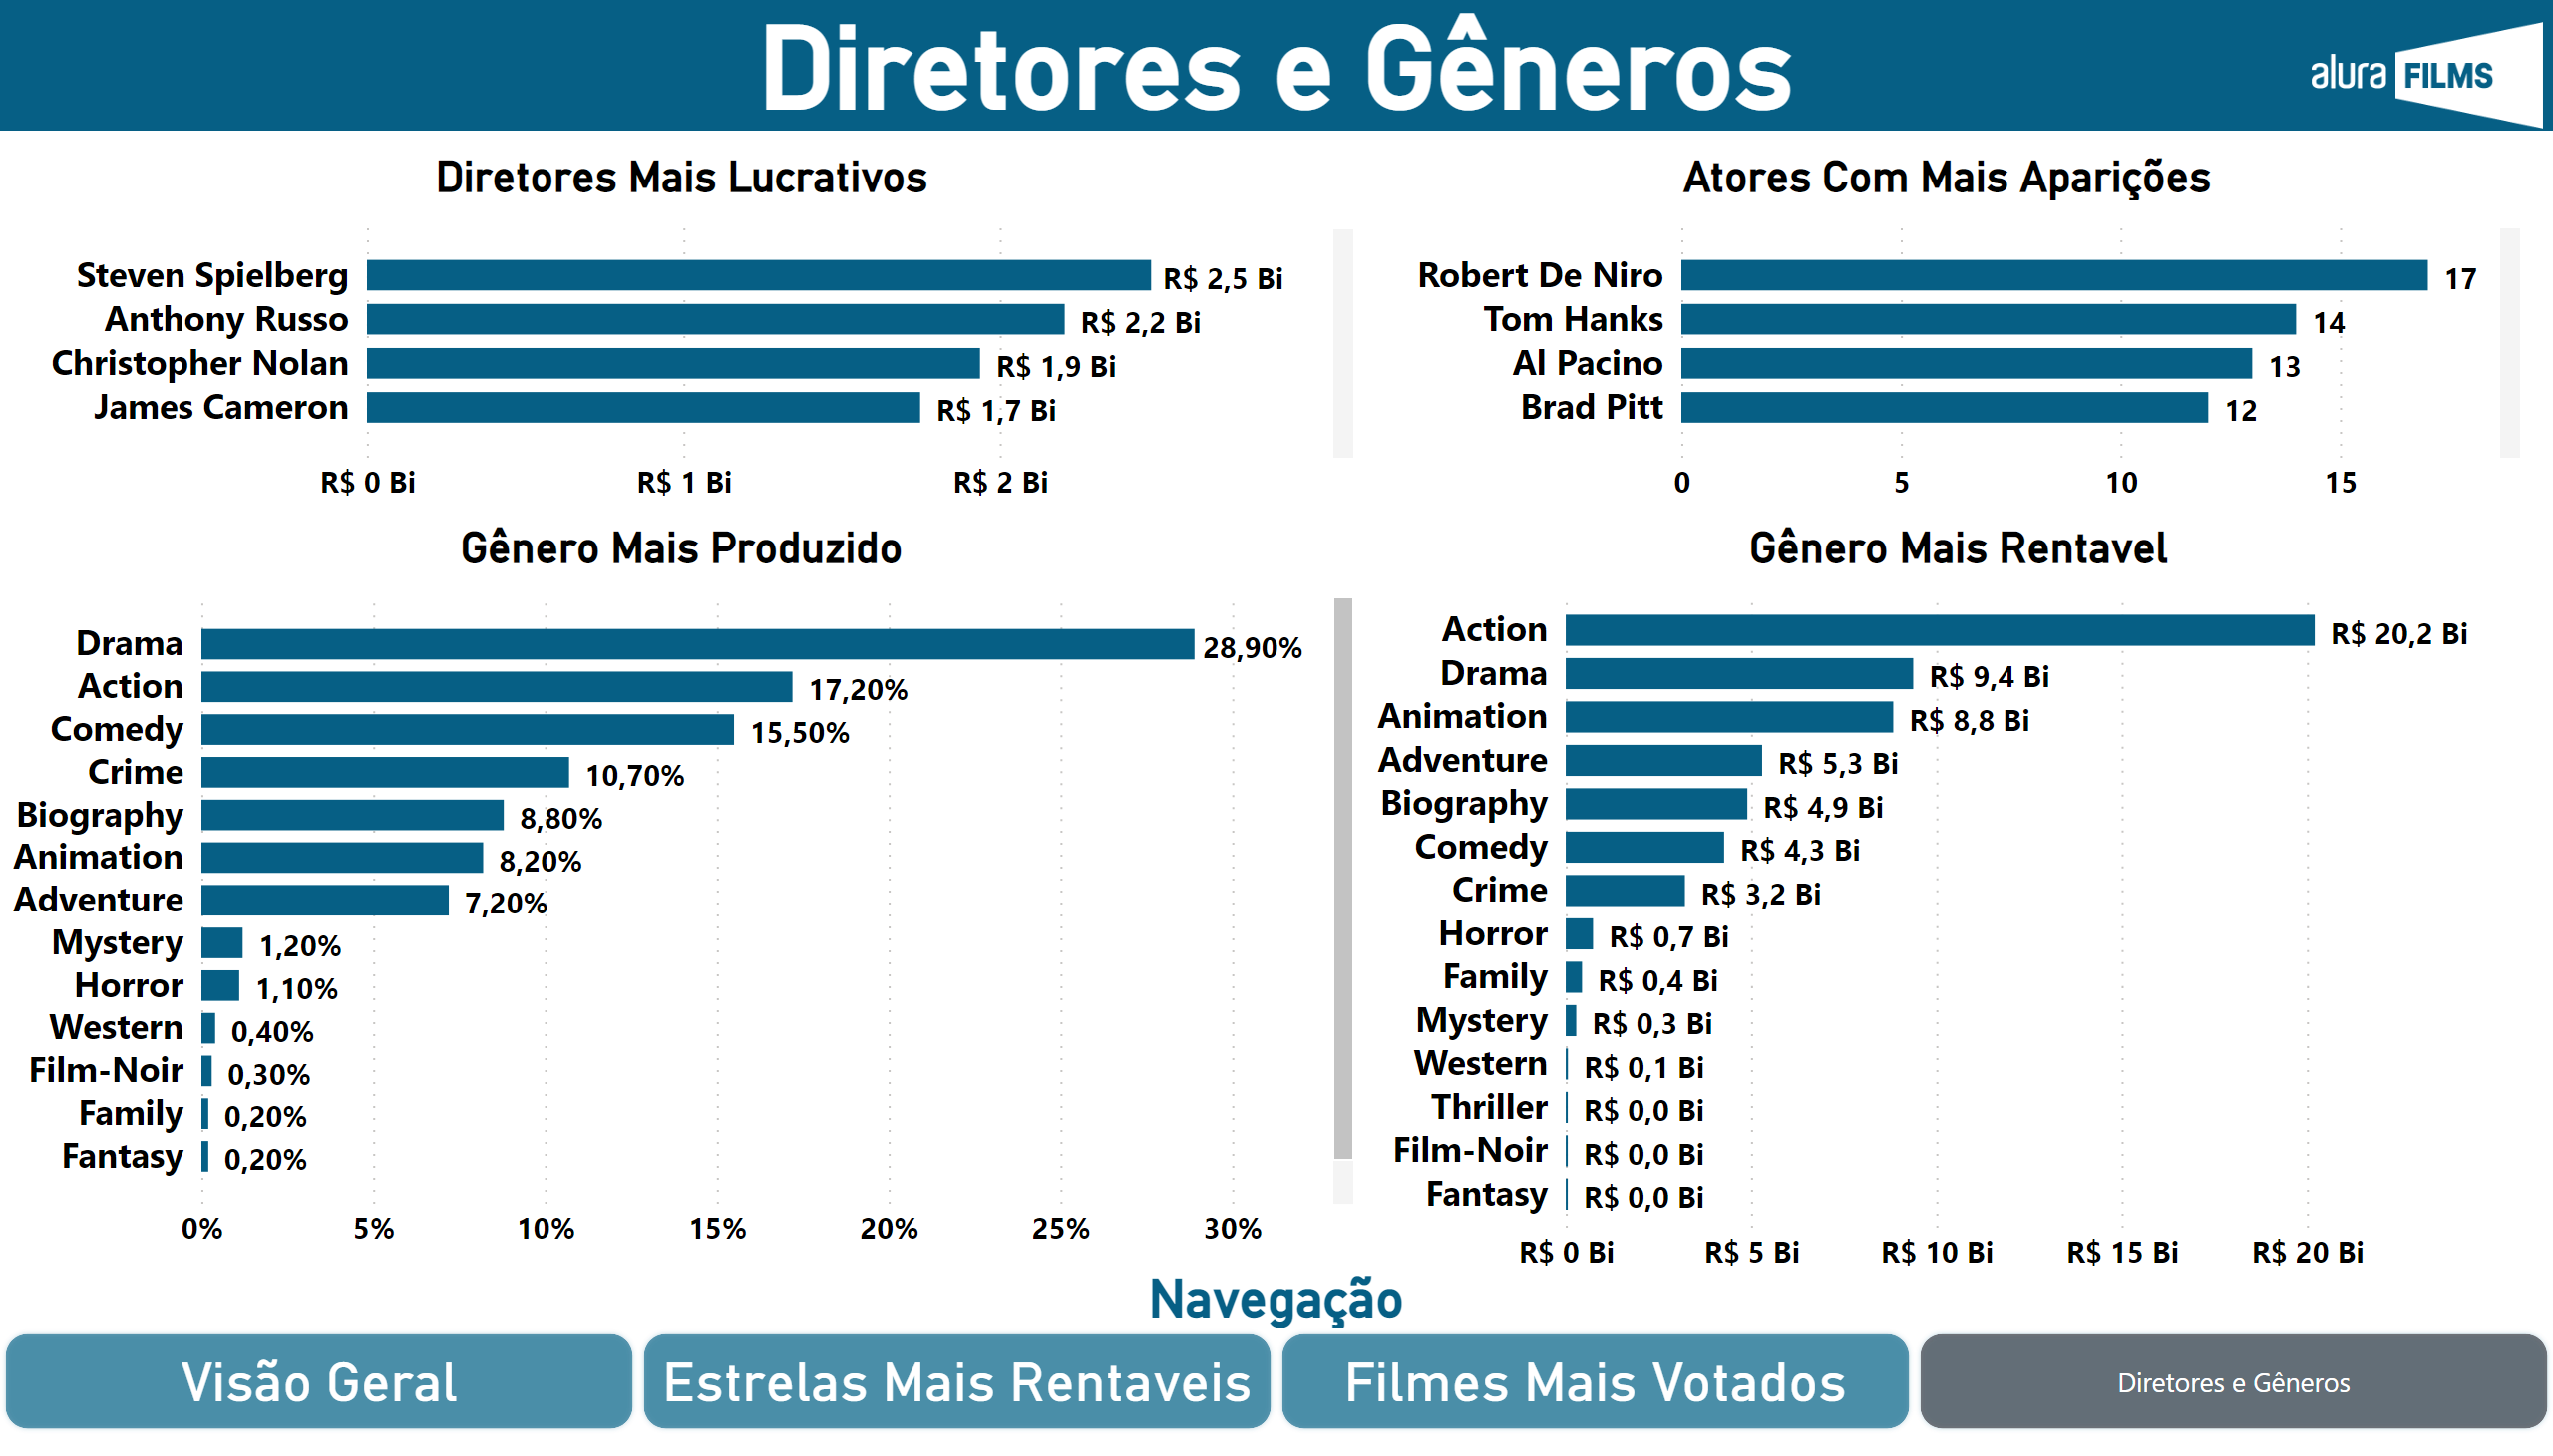 Diretores e Gêneros
alura FILMS
Diretores Mais Lucrativos
Steven Spielberg R$ 2,5 Bi
Anthony Russo R$ 2,2 Bi
Christopher Nolan R$ 1,9 Bi
James Cameron R$ 1,7 Bi
R$ 0 Bi R$ 1 Bi R$ 2 Bi
Atores Com Mais Aparições
Robert De Niro 17
Tom Hanks 14
Al Pacino 13
Brad Pitt 12
0 5 10 15
Gênero Mais Produzido
Drama 28,90%
Action 17,20%
Comedy 15,50%
Crime 10,70%
Biography 8,80%
Animation 8,20%
Adventure 7,20%
Mystery 1,20%
Horror 1,10%
Western 0,40%
Film-Noir 0,30%
Family 0,20%
Fantasy 0,20%
0% 5% 10% 15% 20% 25% 30%
Gênero Mais Rentavel
Action R$ 20,2 Bi
Drama R$ 9,4 Bi
Animation R$ 8,8 Bi
Adventure R$ 5,3 Bi
Biography R$ 4,9 Bi
Comedy R$ 4,3 Bi
Crime R$ 3,2 Bi
Horror R$ 0,7 Bi
Family R$ 0,4 Bi
Mystery R$ 0,3 Bi
Western R$ 0,1 Bi
Thriller R$ 0,0 Bi
Film-Noir R$ 0,0 Bi
Fantasy R$ 0,0 Bi
R$ 0 Bi R$ 5 Bi R$ 10 Bi R$ 15 Bi R$ 20 Bi
Navegação
Visão Geral
Estrelas Mais Rentaveis
Filmes Mais Votados
Diretores e Gêneros